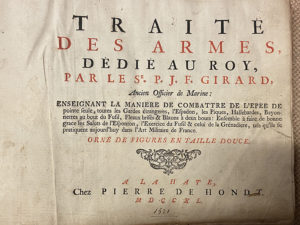 TRAITÉ
DES ARMES,
DÉDIÉ AU ROY,
PAR LE Sr. P. J. F. GIRARD,
Ancien Officier de Marine:
ENSEIGNANT LA MANIERE DE COMBATTRE DE L'EPÉE DE
pointe seule, toutes les Gardes étrangeres, l'Espadon, les Piques, Hallebardes, Bayon-
nettes au bout du Fusil, Fleaux brisés & Bâtons à deux bouts: Ensemble à faire de bonne
grace les Saluts de l'Esponton, l'Exercice du Fusil & celui de la Grenadiere, tels qu'ils se
pratiquent aujourd'huy dans l'Art Militaire de France.
ORNÉ DE FIGURES EN TAILLE DOUCE.
A LA HAYE,
Chez PIERRE DE HONDT.
MDCCXL.